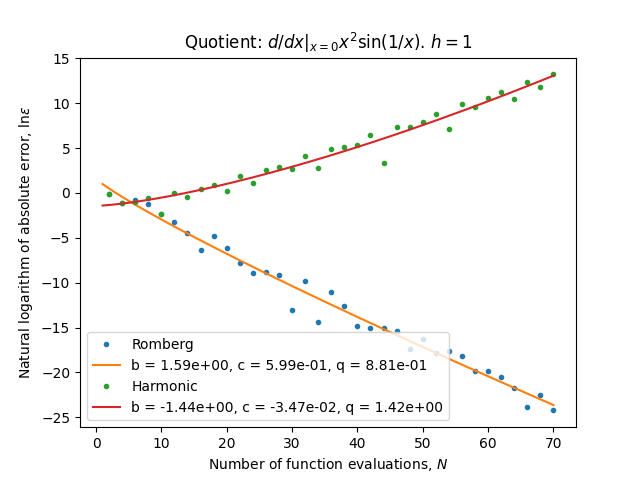 Quotient: d/dx|ₓ₌₀x²sin(1/x). h = 1
Natural logarithm of absolute error, lnε
15
10
5
0
−5
−10
−15
−20
−25
Romberg
b = 1.59e+00, c = 5.99e-01, q = 8.81e-01
Harmonic
b = -1.44e+00, c = -3.47e-02, q = 1.42e+00
0 10 20 30 40 50 60 70
Number of function evaluations, N